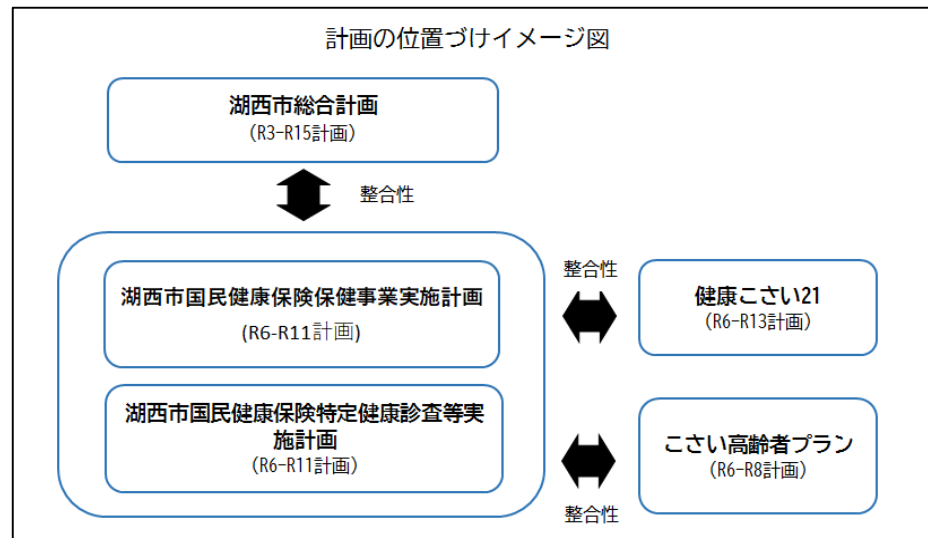 計画の位置づけイメージ図
湖西市総合計画
（R3-R15計画）
整合性
湖西市国民健康保険保健事業実施計画
(R6-R11計画)
湖西市国民健康保険特定健康診査等実
施計画
（R6-R11計画）
整合性
健康こさい21
（R6-R13計画）
こさい高齢者プラン
（R6-R8計画）
整合性